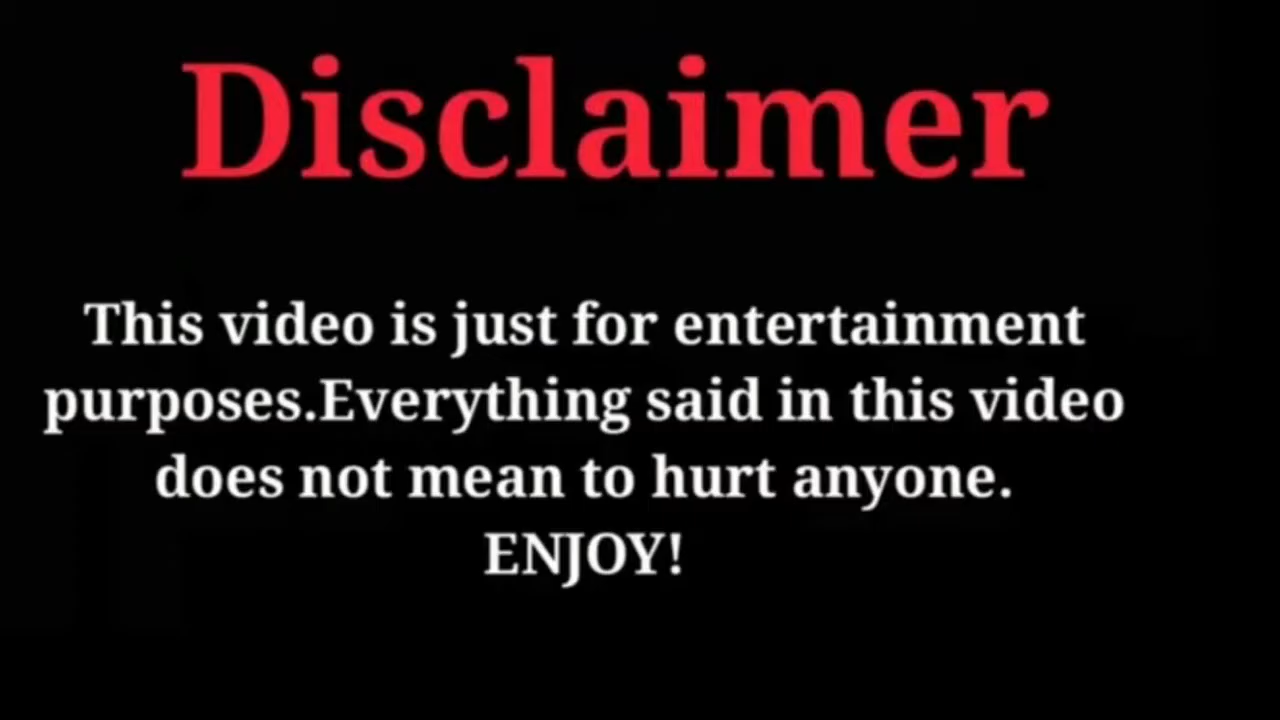 Disclaimer
This video is just for entertainment
purposes.Everything said in this video
does not mean to hurt anyone.
ENJOY!